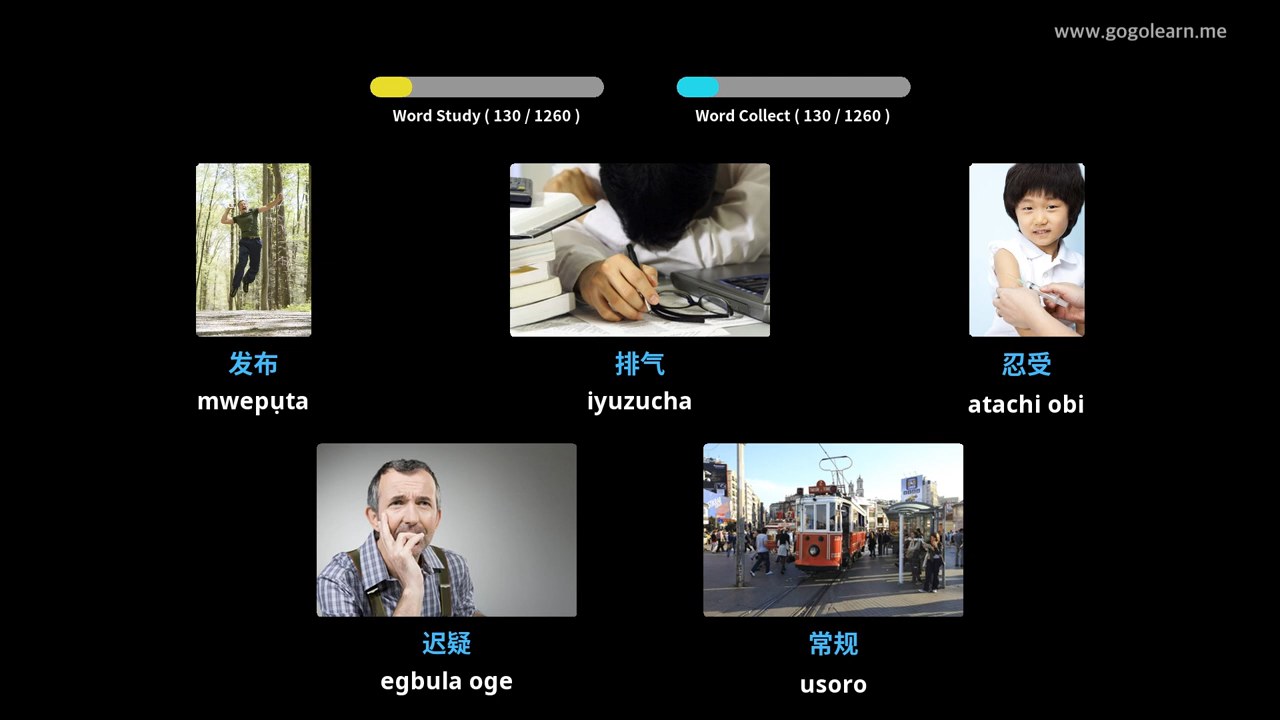 www.gogolearn.me
Word Study ( 130 / 1260 )
Word Collect ( 130 / 1260 )
发布
mwepụta
排气
iyuzucha
忍受
atachi obi
迟疑
egbula oge
常规
usoro